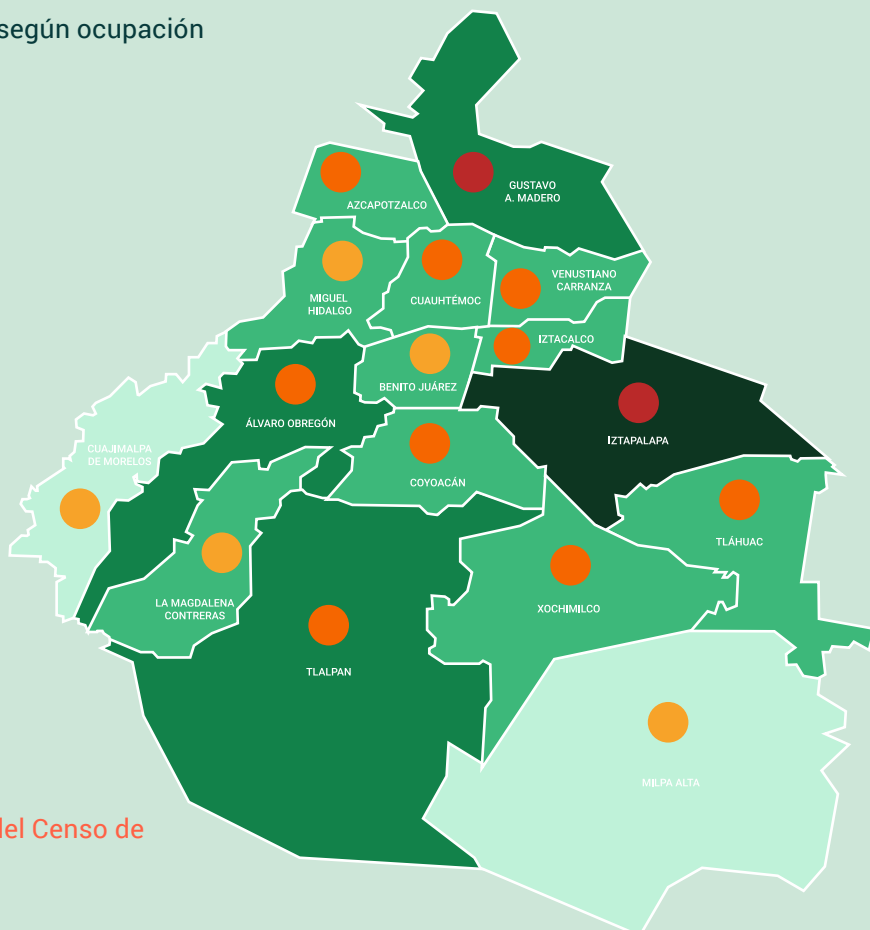 según ocupación
GUSTAVO
A. MADERO
AZCAPOTZALCO
VENUSTIANO
CARRANZA
MIGUEL
HIDALGO
CUAUHTÉMOC
IZTACALCO
BENITO JUÁREZ
ÁLVARO OBREGÓN
IZTAPALAPA
CUAJIMALPA
DE MORELOS
COYOACÁN
TLÁHUAC
LA MAGDALENA
CONTRERAS
XOCHIMILCO
TLALPAN
MILPA ALTA
del Censo de